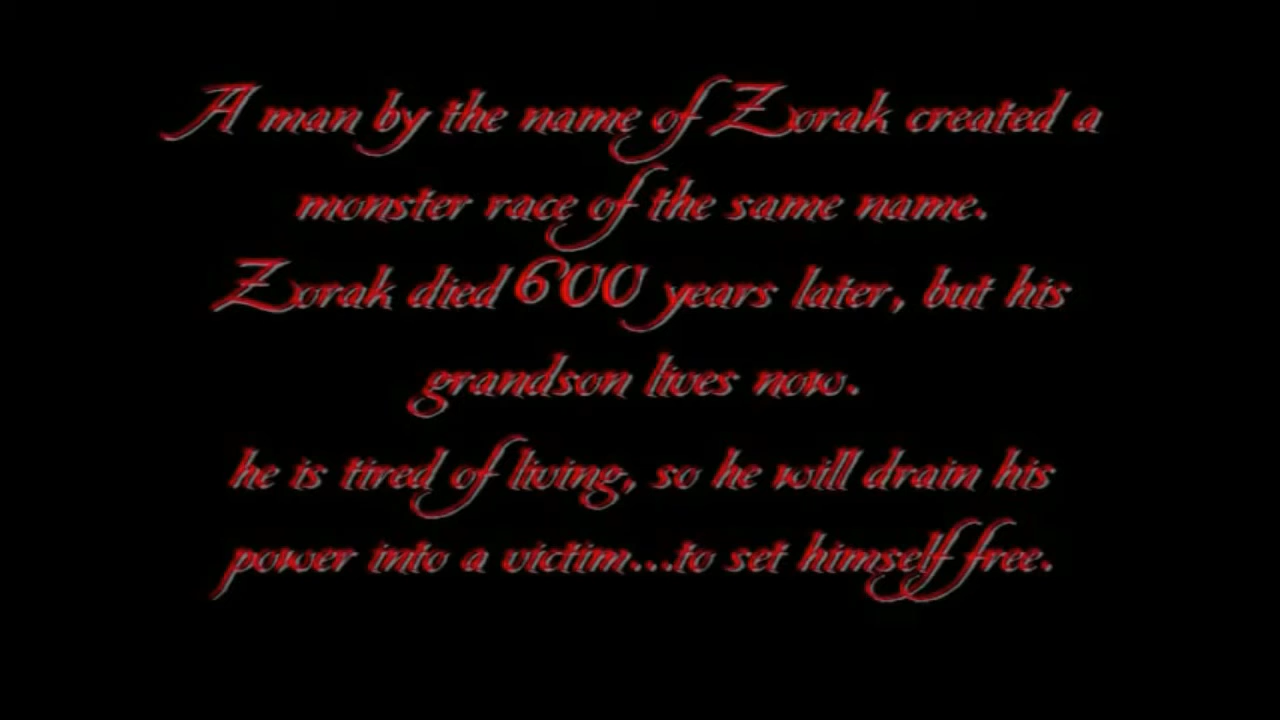 A man by the name of Zorak created a
monster race of the same name.
Zorak died 600 years later, but his
grandson lives now.
he is tired of living, so he will drain his
power into a victim...to set himself free.